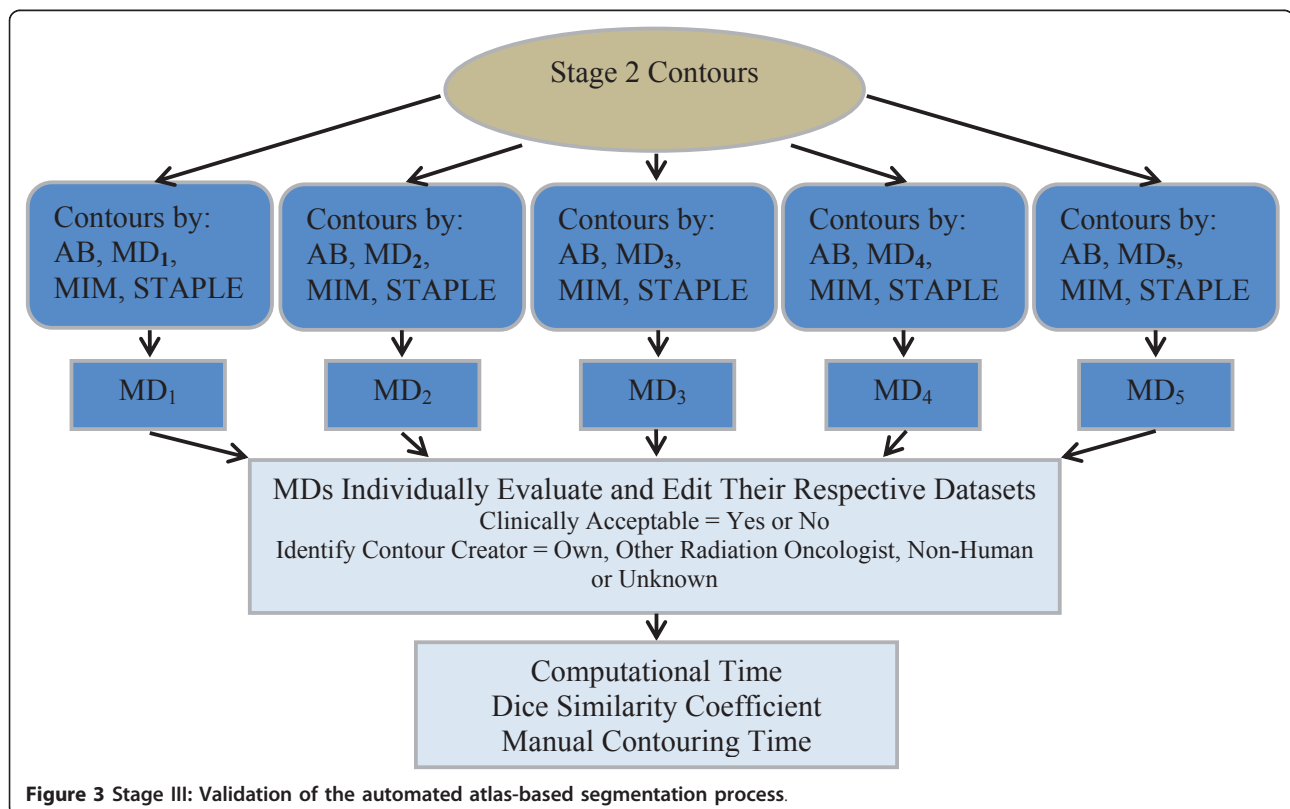 Stage 2 Contours
Contours by:
AB, MD₁,
MIM, STAPLE
Contours by:
AB, MD₂,
MIM, STAPLE
Contours by:
AB, MD₃,
MIM, STAPLE
Contours by:
AB, MD₄,
MIM, STAPLE
Contours by:
AB, MD₅,
MIM, STAPLE
MD₁
MD₂
MD₃
MD₄
MD₅
MDs Individually Evaluate and Edit Their Respective Datasets
Clinically Acceptable = Yes or No
Identify Contour Creator = Own, Other Radiation Oncologist, Non-Human
or Unknown
Computational Time
Dice Similarity Coefficient
Manual Contouring Time
Figure 3 Stage III: Validation of the automated atlas-based segmentation process.